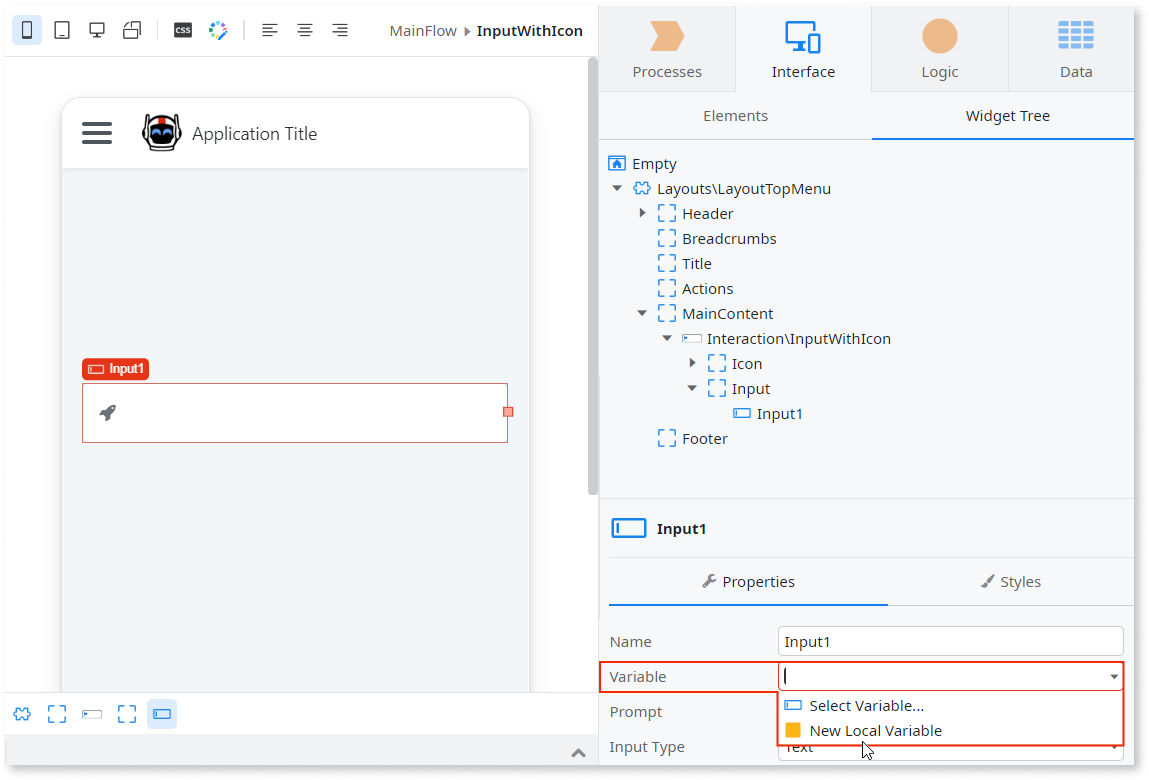 CSS
MainFlow InputWithIcon
Processes
Interface
Logic
Data
Elements
Widget Tree
Application Title
Input1
Empty
Layouts\LayoutTopMenu
Header
Breadcrumbs
Title
Actions
MainContent
Interaction\InputWithIcon
Icon
Input
Input1
Footer
Input1
Properties
Styles
Name
Input1
Variable
Select Variable...
New Local Variable
Prompt
Input Type
Text